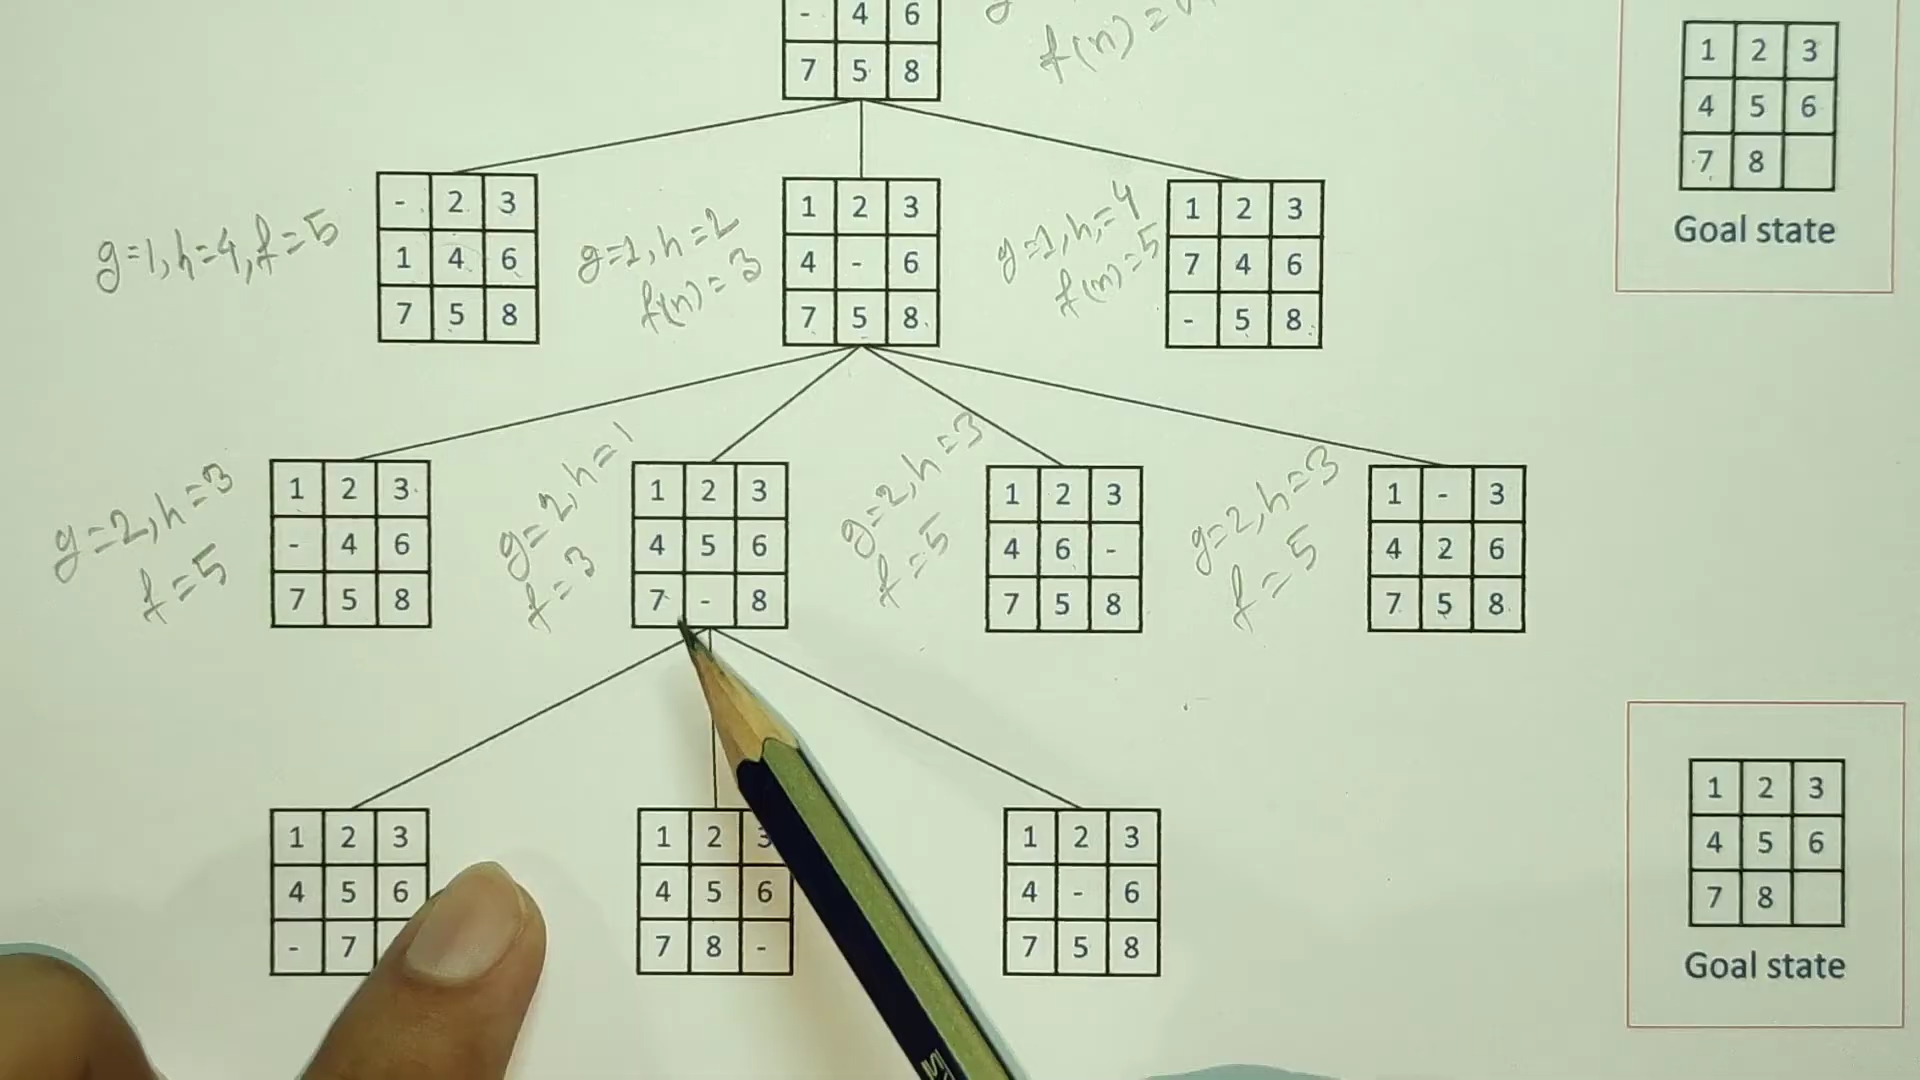 - 4 6
7 5 8
f(n) =
1 2 3
4 5 6
7 8
Goal state
g=1, h=4, f=5
- 2 3
1 4 6
7 5 8
g=1, h=2
f(n) = 3
1 2 3
4 - 6
7 5 8
g=1, h=4
f(n) = 5
1 2 3
7 4 6
- 5 8
g=2, h=3
f=5
1 2 3
- 4 6
7 5 8
g=2, h=1
f=3
1 2 3
4 5 6
7 - 8
g=2, h=3
f=5
1 2 3
4 6 -
7 5 8
g=2, h=3
f=5
1 - 3
4 2 6
7 5 8
1 2 3
4 5 6
- 7
1 2 3
4 5 6
7 8 -
1 2 3
4 - 6
7 5 8
1 2 3
4 5 6
7 8
Goal state